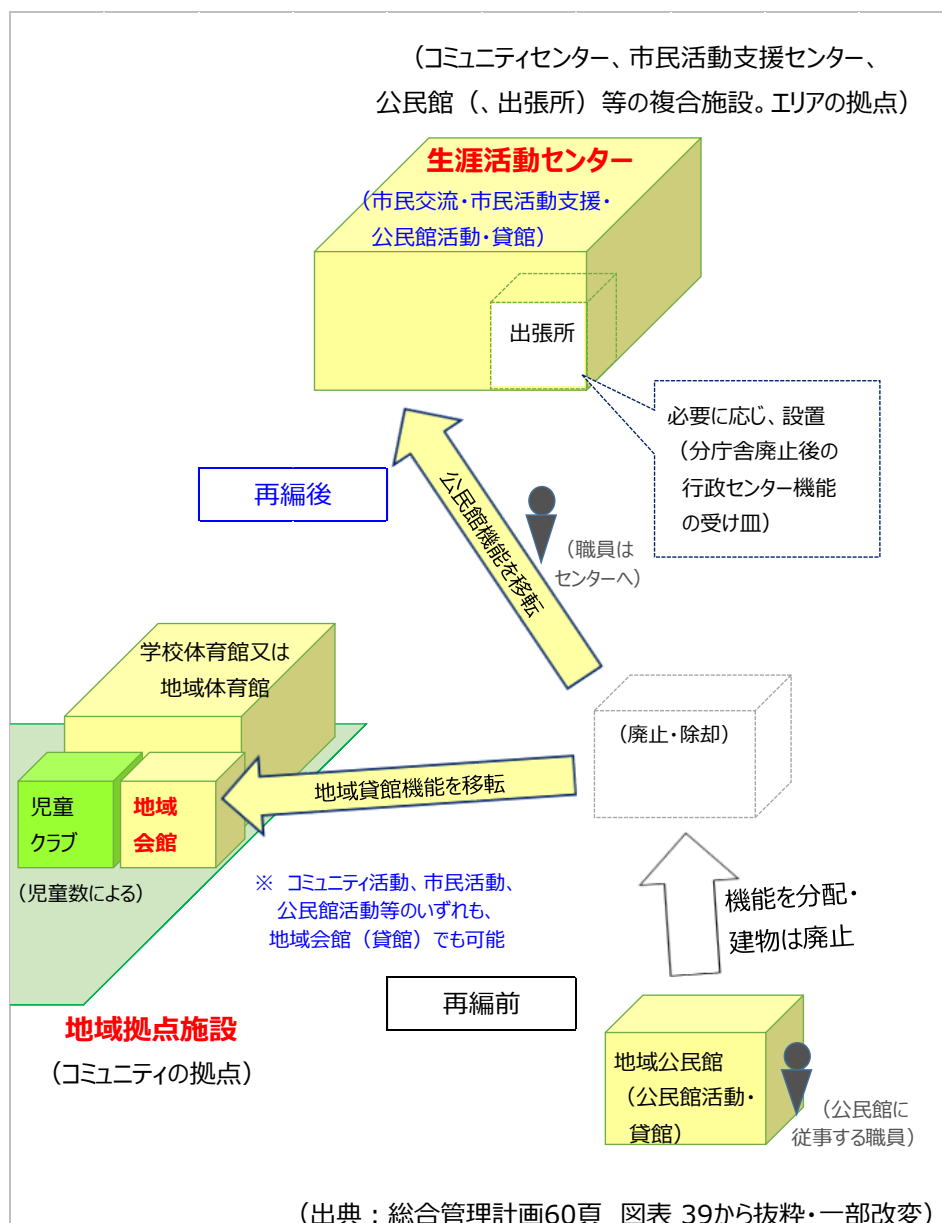 （コミュニティセンター、市民活動支援センター、
公民館（、出張所）等の複合施設。エリアの拠点）
生涯活動センター
（市民交流・市民活動支援・
公民館活動・貸館）
出張所
必要に応じ、設置
（分庁舎廃止後の
行政センター機能
の受け皿）
再編後
公民館機能を移転
（職員は
センターへ）
学校体育館又は
地域体育館
（廃止・除却）
地域貸館機能を移転
児童
クラブ
地域
会館
（児童数による）
※　コミュニティ活動、市民活動、
公民館活動等のいずれも、
地域会館（貸館）でも可能
機能を分配・
建物は廃止
再編前
地域拠点施設
（コミュニティの拠点）
地域公民館
（公民館活動・
貸館）
（公民館に
従事する職員）
（出典：総合管理計画60頁　図表 39から抜粋・一部改変）